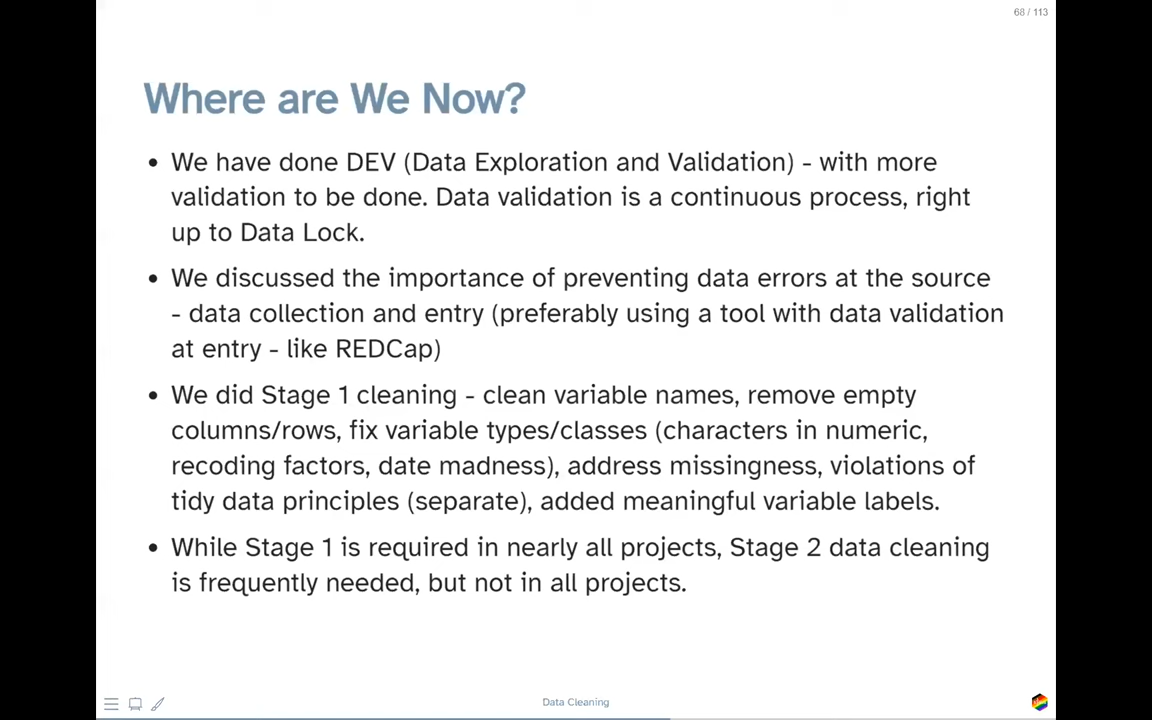 68 / 113
Where are We Now?
• We have done DEV (Data Exploration and Validation) - with more
validation to be done. Data validation is a continuous process, right
up to Data Lock.
• We discussed the importance of preventing data errors at the source
- data collection and entry (preferably using a tool with data validation
at entry - like REDCap)
• We did Stage 1 cleaning - clean variable names, remove empty
columns/rows, fix variable types/classes (characters in numeric,
recoding factors, date madness), address missingness, violations of
tidy data principles (separate), added meaningful variable labels.
• While Stage 1 is required in nearly all projects, Stage 2 data cleaning
is frequently needed, but not in all projects.
Data Cleaning